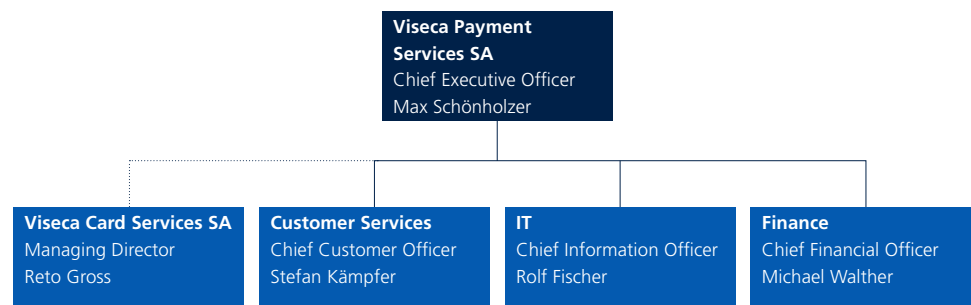 Viseca Payment
Services SA
Chief Executive Officer
Max Schönholzer
Viseca Card Services SA
Managing Director
Reto Gross
Customer Services
Chief Customer Officer
Stefan Kämpfer
IT
Chief Information Officer
Rolf Fischer
Finance
Chief Financial Officer
Michael Walther